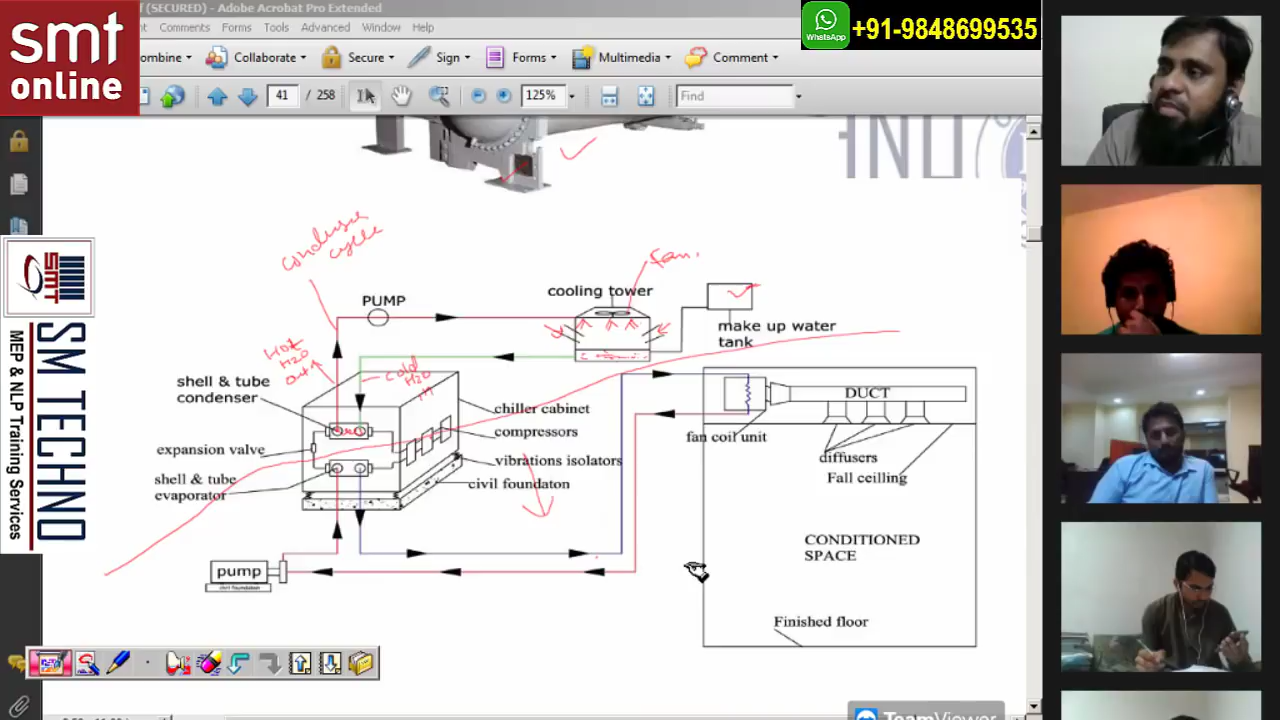 (SECURED) - Adobe Acrobat Pro Extended
WhatsApp
+91-9848699535
smt
online
Comments Forms Tools Advanced Window Help
ombine Collaborate Secure Sign Forms Multimedia Comment
41 / 258 125% Find
condenser
cycle
fan.
PUMP
cooling tower
make up water
tank
Hot
H2O
out
cold
H2O
in
shell & tube
condenser
chiller cabinet
compressors
DUCT
fan coil unit
expansion valve
vibrations isolators
diffusers
Fall ceilling
shell & tube
evaporator
civil foundaton
CONDITIONED
SPACE
pump
Finished floor
SMT
SM TECHNO
MEP & NLP Training Services
TeamViewer